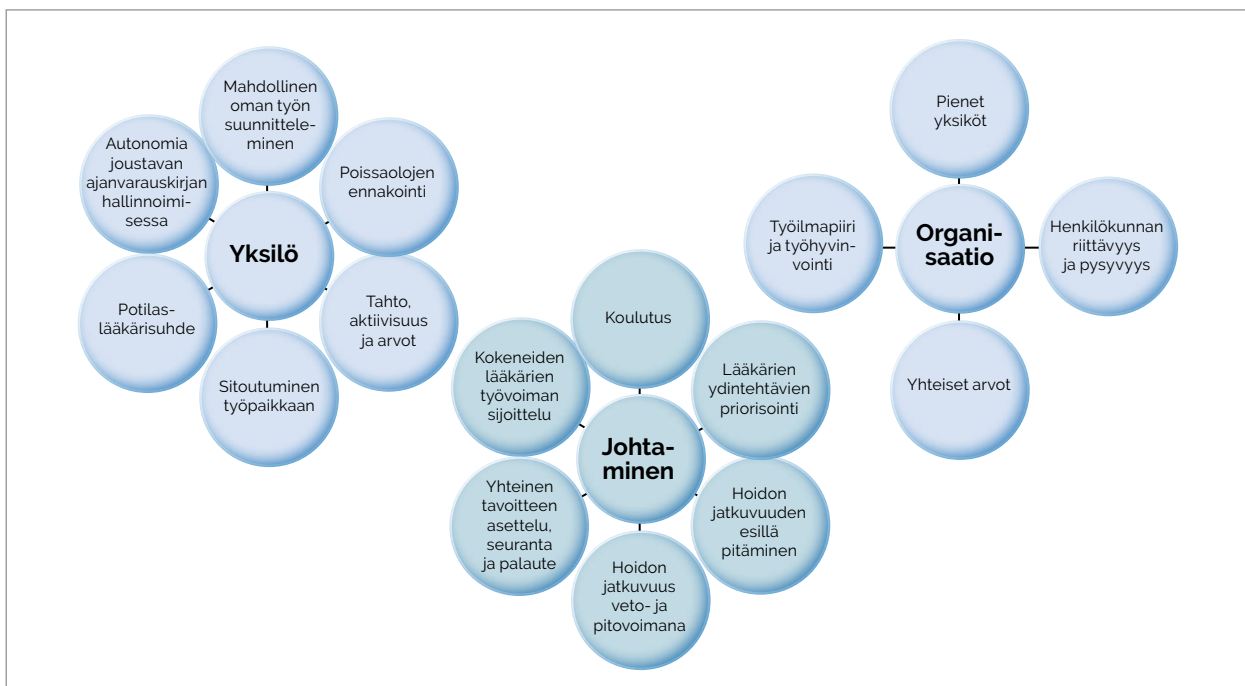 Mahdollinen
oman työn
suunnittele-
minen
Autonomia
joustavan
ajanvarauskirjan
hallinnoimi-
sessa
Poissaolojen
ennakointi
Yksilö
Potilas-
lääkärisuhde
Tahto,
aktiivisuus
ja arvot
Sitoutuminen
työpaikkaan
Koulutus
Kokeneiden
lääkärien
työvoiman
sijoittelu
Lääkärien
ydintehtävien
priorisointi
Johta-
minen
Yhteinen
tavoitteen
asettelu,
seuranta
ja palaute
Hoidon
jatkuvuuden
esillä
pitäminen
Hoidon
jatkuvuus
veto- ja
pitovoimana
Pienet
yksiköt
Työilmapiiri
ja työhyvin-
vointi
Organi-
saatio
Henkilökunnan
riittävyys
ja pysyvyys
Yhteiset arvot